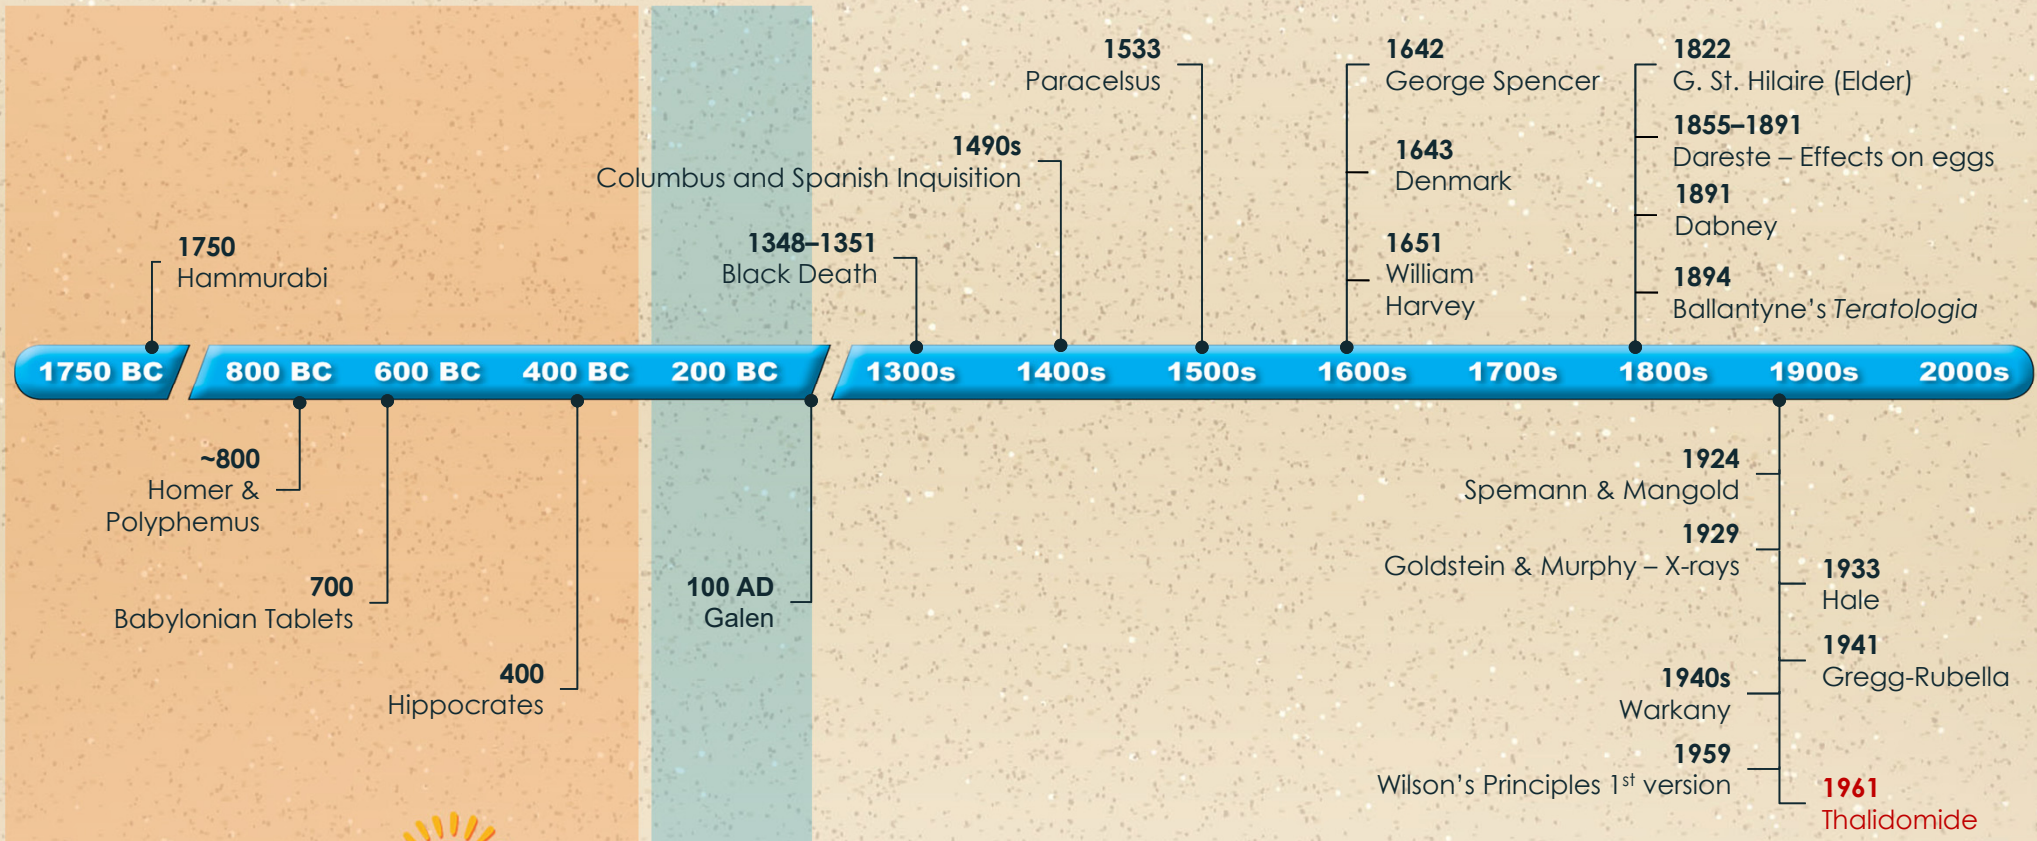 1533
Paracelsus
1642
George Spencer
1822
G. St. Hilaire (Elder)
1490s
Columbus and Spanish Inquisition
1643
Denmark
1855–1891
Dareste – Effects on eggs
1891
Dabney
1750
Hammurabi
1348–1351
Black Death
1651
William
Harvey
1894
Ballantyne's Teratologia
1750 BC 800 BC 600 BC 400 BC 200 BC 1300s 1400s 1500s 1600s 1700s 1800s 1900s 2000s
~800
Homer &
Polyphemus
700
Babylonian Tablets
400
Hippocrates
100 AD
Galen
1924
Spemann & Mangold
1929
Goldstein & Murphy – X-rays
1933
Hale
1941
Gregg-Rubella
1940s
Warkany
1959
Wilson's Principles 1st version
1961
Thalidomide